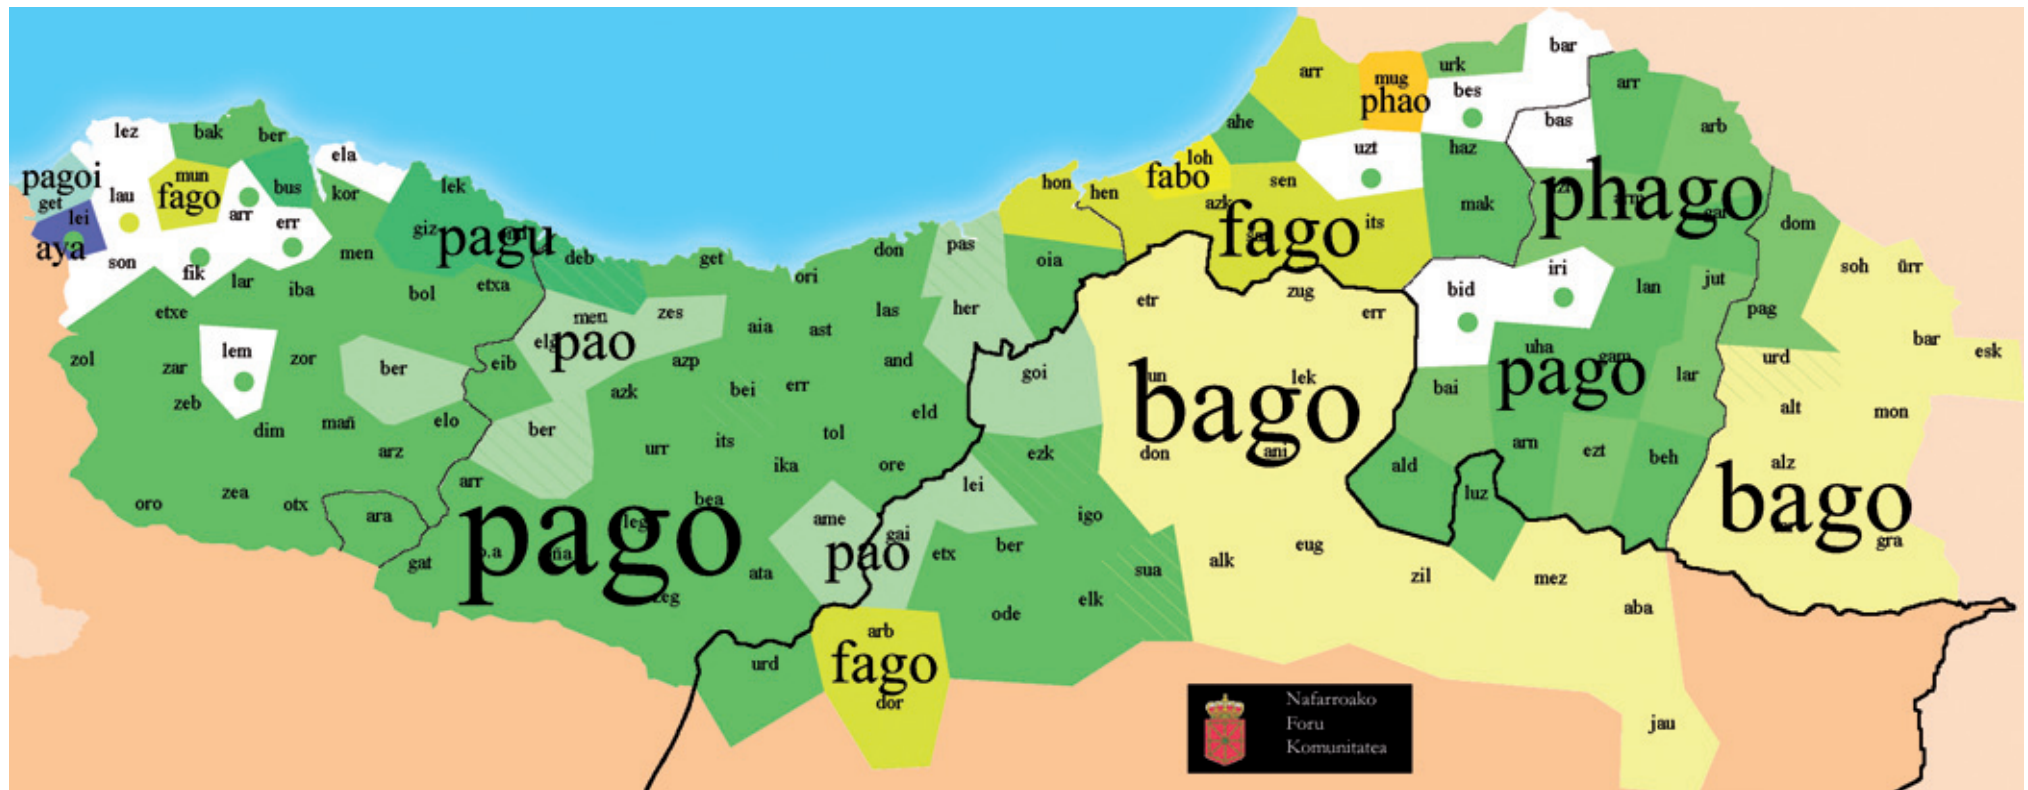 bar
arr
mug
urk
phao
bes
arr
lez
bak
ber
ahe
bas
arb
ela
uzt
haz
pagoi
mun
lau
fago
bus
kor
lek
fabo
loh
hon
hen
sen
phago
get
lei
arr
err
azk
mak
aya
giz
pagu
fago
its
dom
son
fik
men
deb
get
don
pas
oia
iri
soh
ürr
lar
iba
bol
etxa
ori
bid
lan
jut
etxe
men
zes
las
her
etr
zug
err
pag
zol
zar
lem
zor
ber
eib
pao
azp
aia
ast
and
goi
bago
lek
uha
gam
pago
lar
urd
bar
esk
zeb
dim
mañ
elo
azk
bei
err
eld
un
bai
alt
mon
arz
ber
urr
its
tol
ezk
don
ani
arn
ezt
beh
alz
oro
zea
otx
ara
arr
ika
ore
lei
ald
luz
bago
gra
pago
bea
leg
ame
gai
pao
igo
gat
ata
etx
ber
sua
alk
eug
zil
mez
zeg
ode
elk
aba
urd
arb
fago
dor
jau
Nafarroako
Foru
Komunitatea